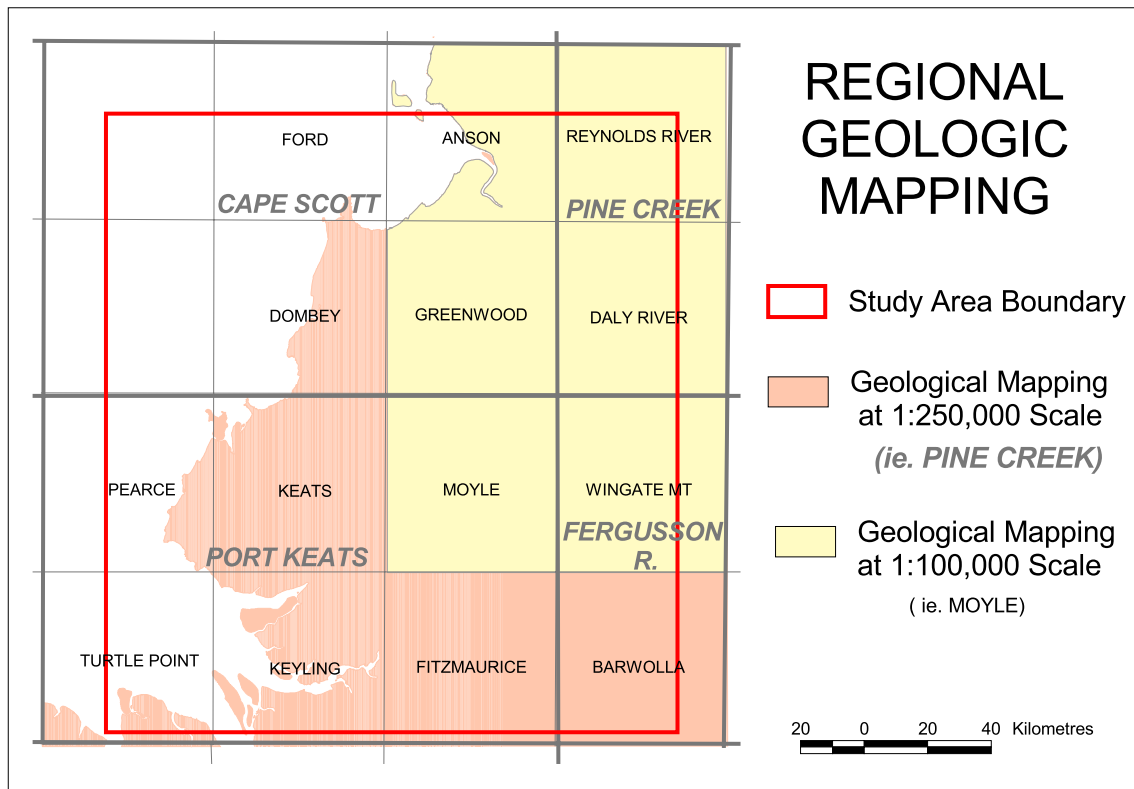 REGIONAL
GEOLOGIC
MAPPING
FORD
ANSON
REYNOLDS RIVER
CAPE SCOTT
PINE CREEK
DOMBEY
GREENWOOD
DALY RIVER
PEARCE
KEATS
MOYLE
WINGATE MT
PORT KEATS
FERGUSSON
R.
TURTLE POINT
KEYLING
FITZMAURICE
BARWOLLA
Study Area Boundary
Geological Mapping
at 1:250,000 Scale
(ie. PINE CREEK)
Geological Mapping
at 1:100,000 Scale
( ie. MOYLE)
20 0 20 40 Kilometres